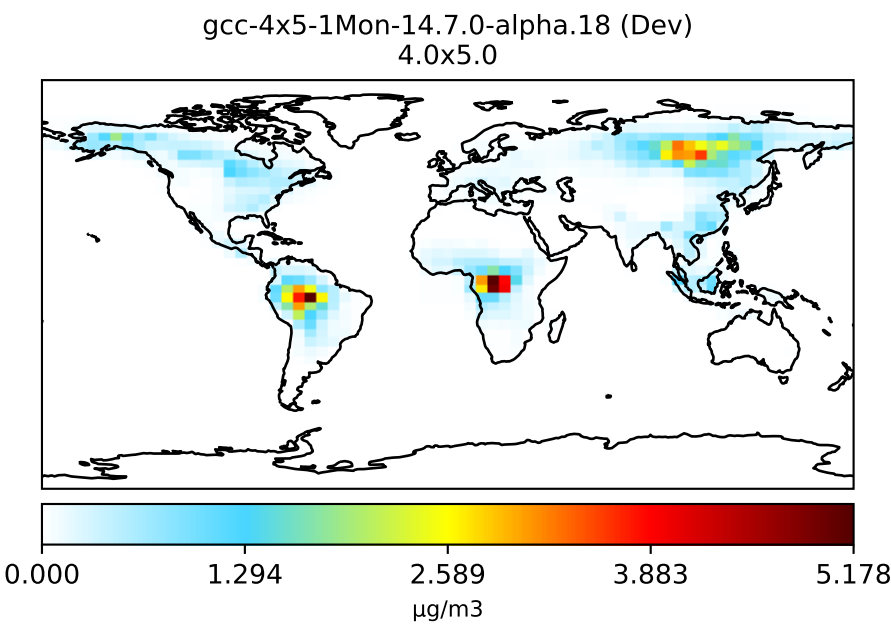 gcc-4x5-1Mon-14.7.0-alpha.18 (Dev)
4.0x5.0
0.000 1.294 2.589 3.883 5.178
μg/m3